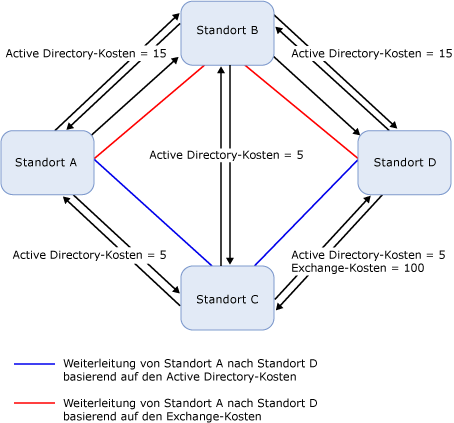 Standort B
Active Directory-Kosten = 15
Active Directory-Kosten = 15
Standort A
Active Directory-Kosten = 5
Standort D
Active Directory-Kosten = 5
Active Directory-Kosten = 5
Exchange-Kosten = 100
Standort C
Weiterleitung von Standort A nach Standort D
basierend auf den Active Directory-Kosten
Weiterleitung von Standort A nach Standort D
basierend auf den Exchange-Kosten